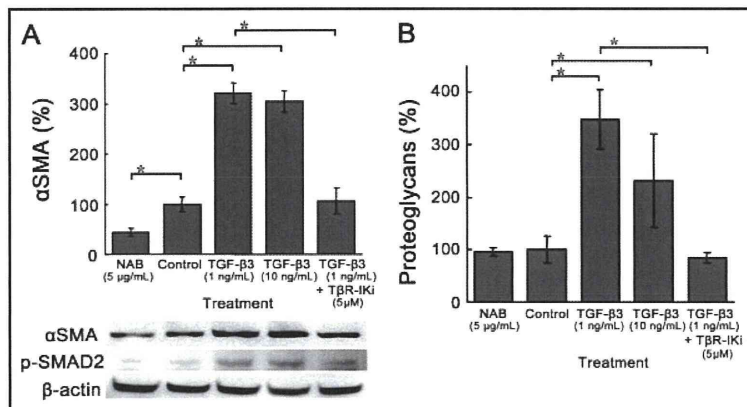 A
αSMA (%)
400
300
200
100
0
*
*
*
*
NAB
(5 µg/mL)
Control
TGF-β3
(1 ng/mL)
TGF-β3
(10 ng/mL)
TGF-β3
(1 ng/mL)
+ TβR-IKi
(5µM)
Treatment
αSMA
p-SMAD2
β-actin
B
Proteoglycans (%)
400
300
200
100
0
*
*
*
NAB
(5 µg/mL)
Control
TGF-β3
(1 ng/mL)
TGF-β3
(10 ng/mL)
TGF-β3
(1 ng/mL)
+ TβR-IKi
(5µM)
Treatment